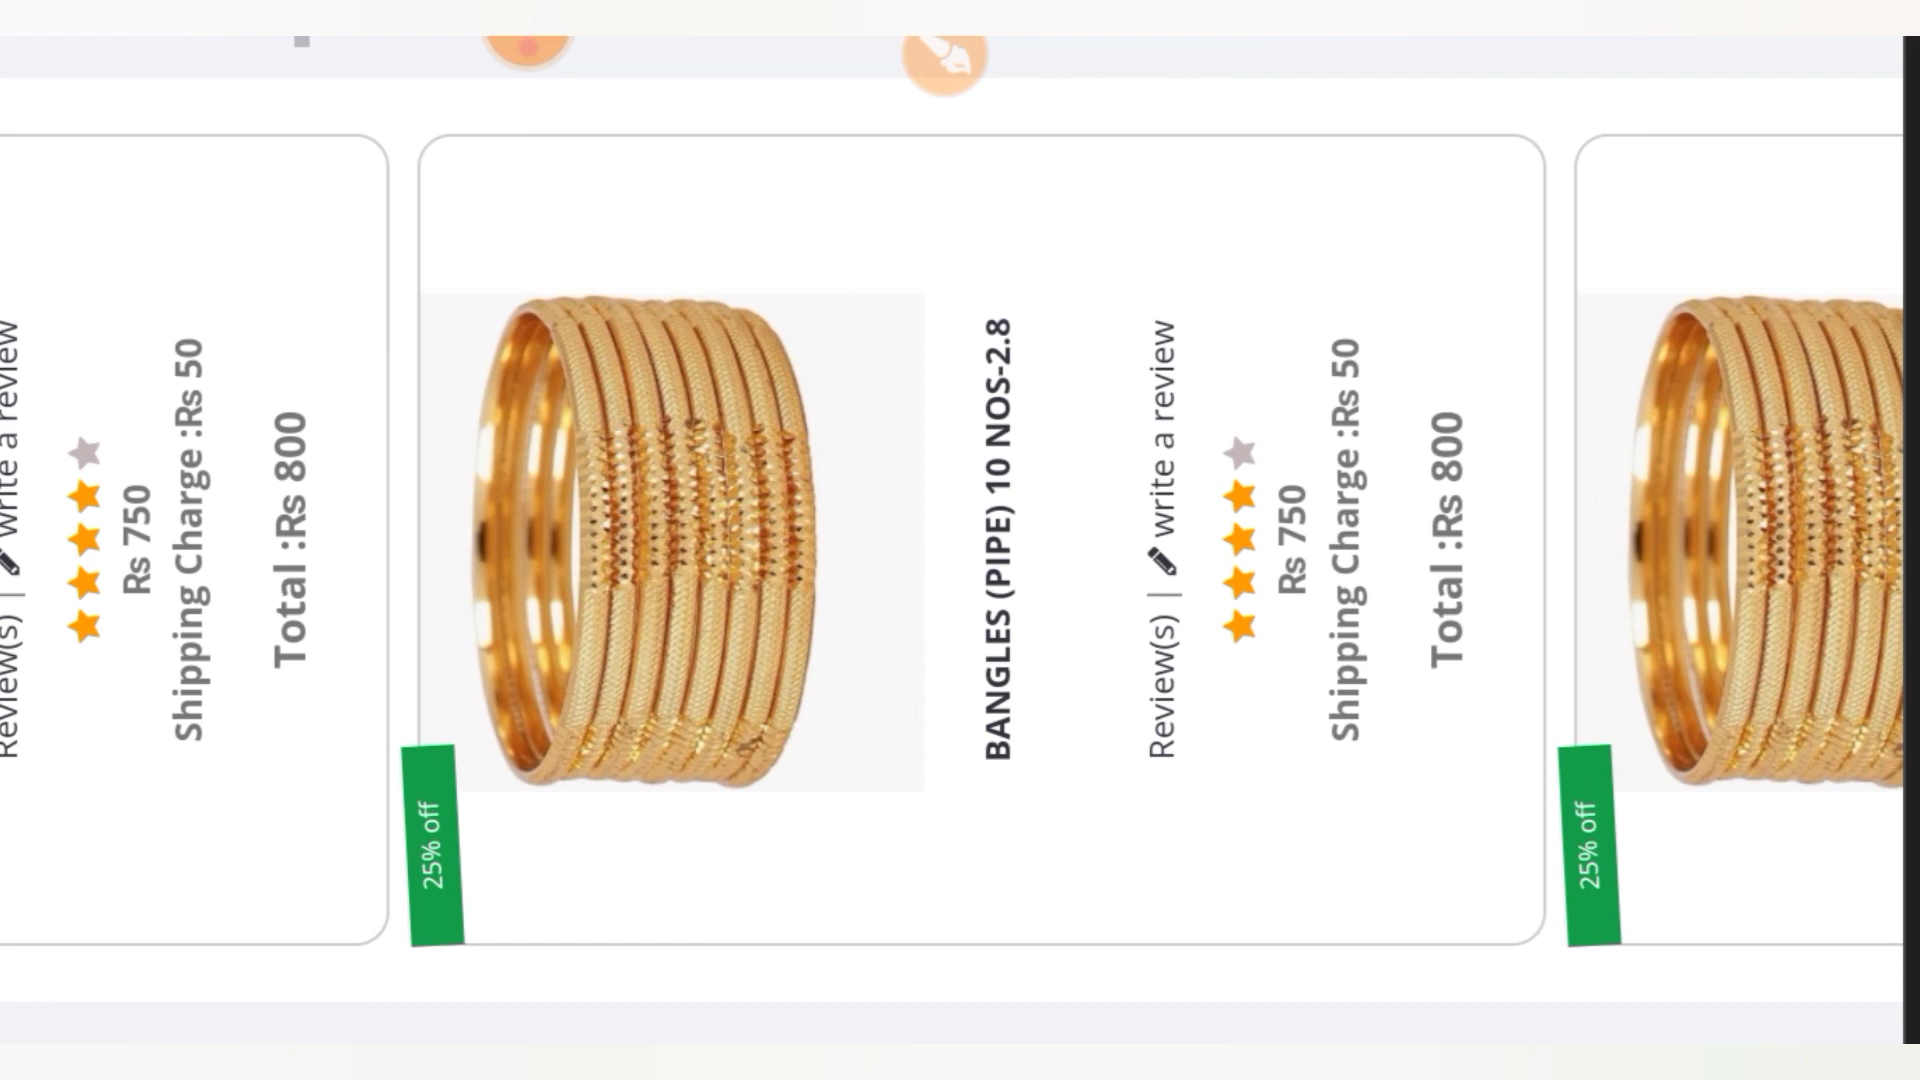 Review(s) | write a review
Rs 750
Shipping Charge :Rs 50
Total :Rs 800
25% off
BANGLES (PIPE) 10 NOS-2.8
Review(s) | write a review
Rs 750
Shipping Charge :Rs 50
Total :Rs 800
25% off